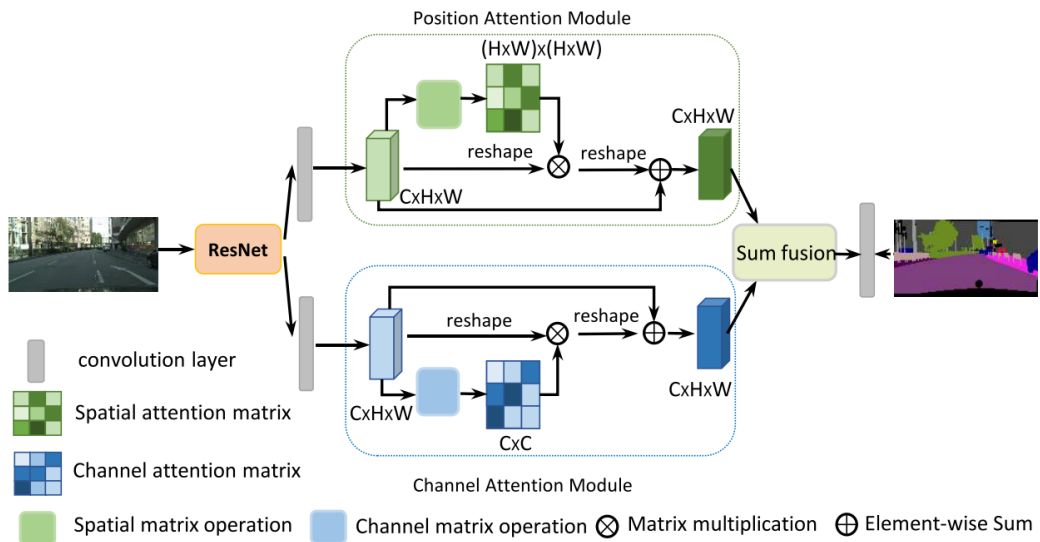 Position Attention Module
(HxW)x(HxW)
CxHxW
reshape
reshape
CxHxW
ResNet
Sum fusion
reshape
reshape
CxHxW
CxHxW
CxC
convolution layer
Spatial attention matrix
Channel attention matrix
Channel Attention Module
Spatial matrix operation
Channel matrix operation
Matrix multiplication
Element-wise Sum